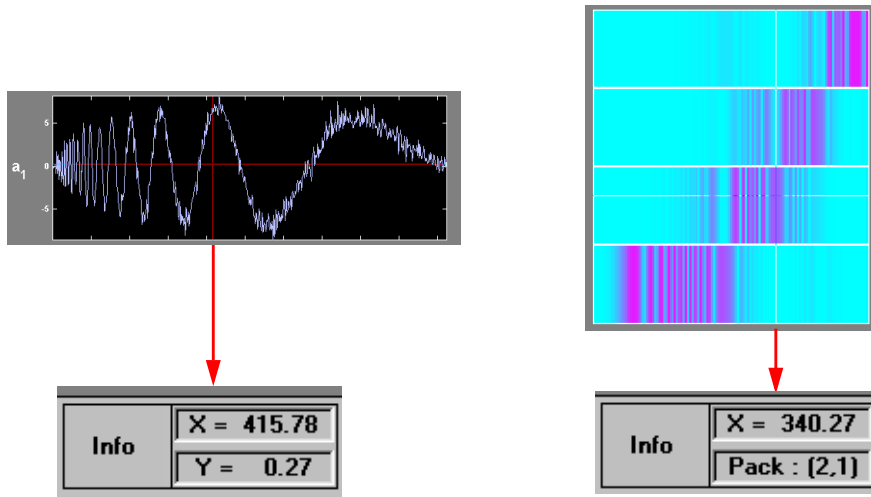 a1
5
0
-5
Info
X = 415.78
Y = 0.27
Info
X = 340.27
Pack : (2,1)